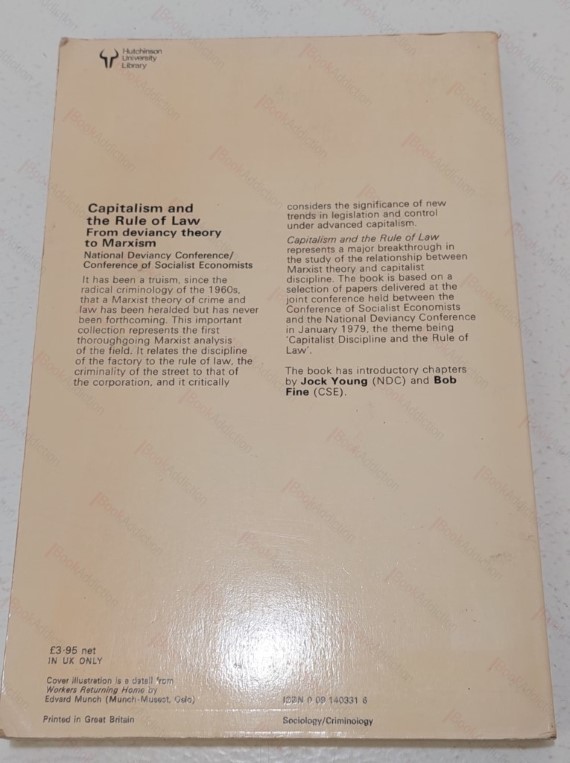 Hutchinson
University
Library
Capitalism and
the Rule of Law
From deviancy theory
to Marxism
National Deviancy Conference/
Conference of Socialist Economists
It has been a truism, since the
radical criminology of the 1960s,
that a Marxist theory of crime and
law has been heralded but has never
been forthcoming. This important
collection represents the first
thoroughgoing Marxist analysis
of the field. It relates the discipline
of the factory to the rule of law, the
criminality of the street to that of
the corporation, and it critically
considers the significance of new
trends in legislation and control
under advanced capitalism.
Capitalism and the Rule of Law
represents a major breakthrough in
the study of the relationship between
Marxist theory and capitalist
discipline. The book is based on a
selection of papers delivered at the
joint conference held between the
Conference of Socialist Economists
and the National Deviancy Conference
in January 1979, the theme being
'Capitalist Discipline and the Rule of
Law'.
The book has introductory chapters
by Jock Young (NDC) and Bob
Fine (CSE).
£3·95 net
IN UK ONLY
Cover illustration is a detail from
Workers Returning Home by
Edvard Munch (Munch-Museet, Oslo)
Printed in Great Britain
ISBN 0 09 140331 6
Sociology/Criminology
BookAddiction